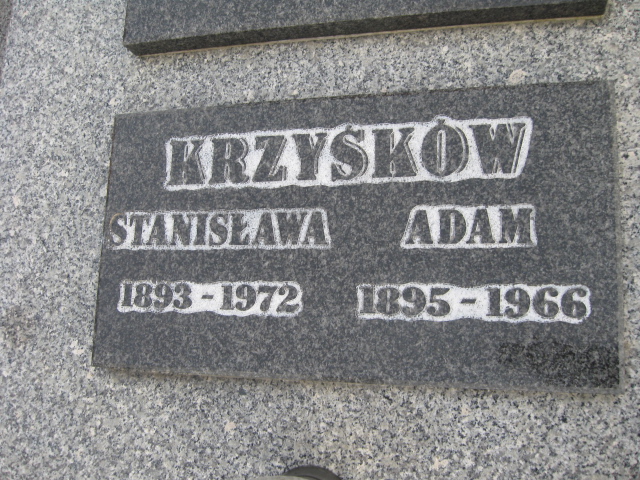 KRZYŚKÓW
STANISŁAWA ADAM
1893 - 1972 1895 - 1966